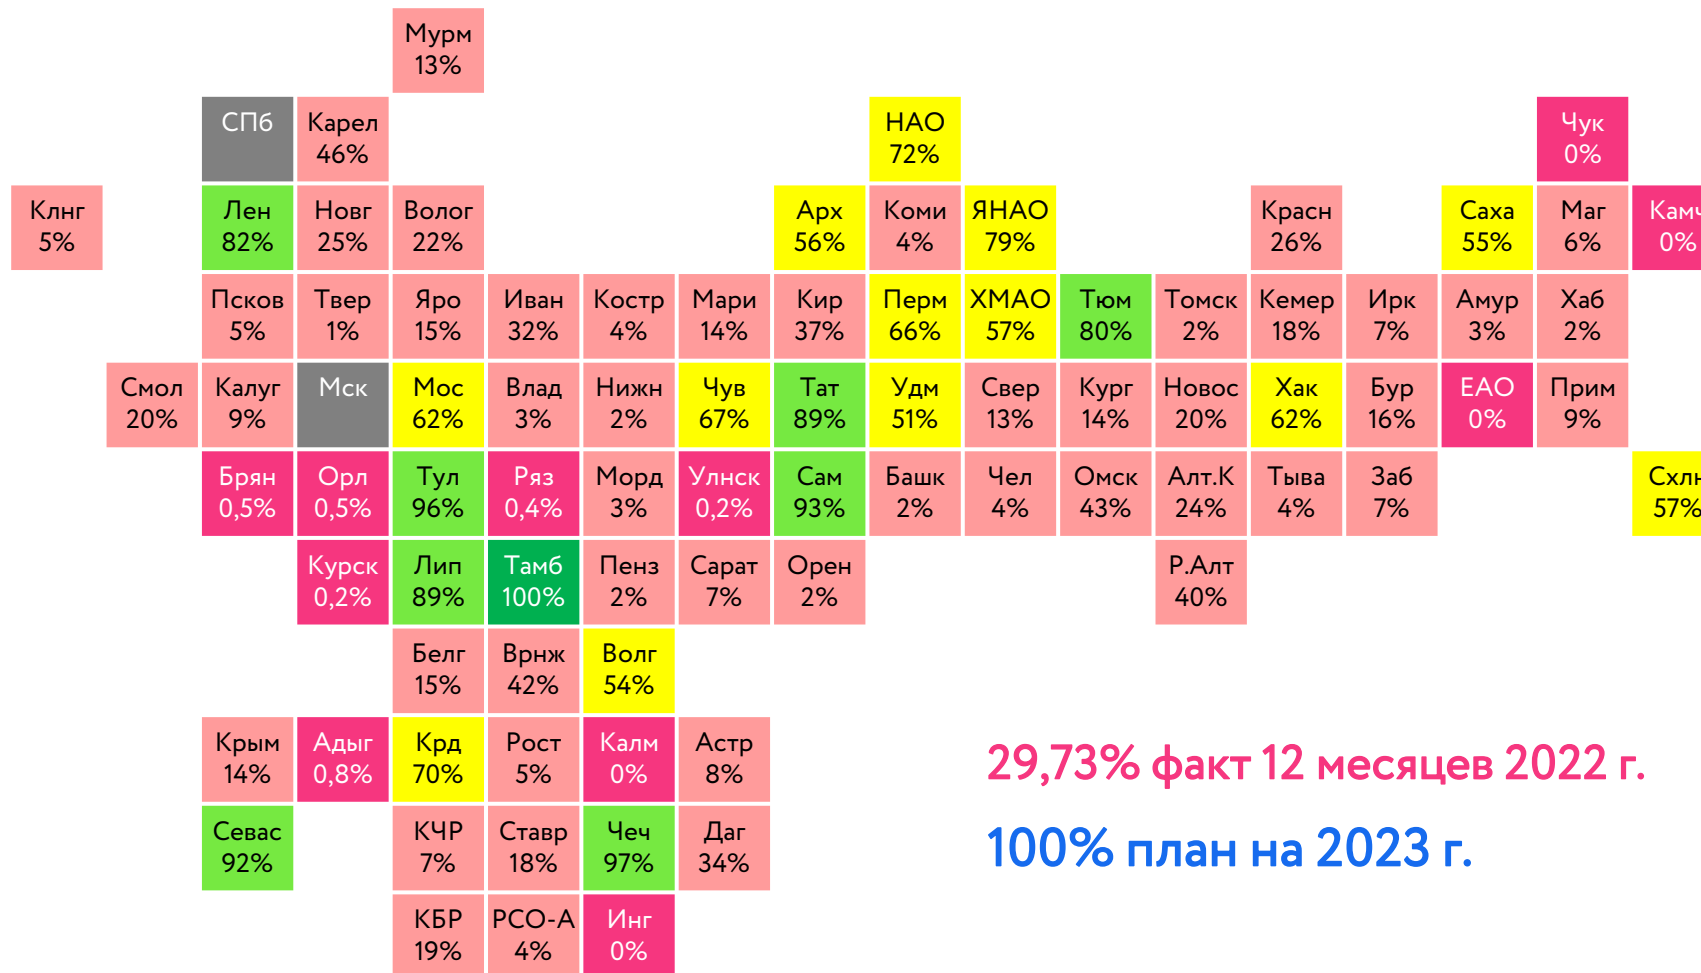 Мурм
13%
СПб
Карел
46%
НАО
72%
Чук
0%
Клнг
5%
Лен
82%
Новг
25%
Волог
22%
Арх
56%
Коми
4%
ЯНАО
79%
Красн
26%
Саха
55%
Маг
6%
Камч
0%
Псков
5%
Твер
1%
Яро
15%
Иван
32%
Костр
4%
Мари
14%
Кир
37%
Перм
66%
ХМАО
57%
Тюм
80%
Томск
2%
Кемер
18%
Ирк
7%
Амур
3%
Хаб
2%
Смол
20%
Калуг
9%
Мск
Мос
62%
Влад
3%
Нижн
2%
Чув
67%
Тат
89%
Удм
51%
Свер
13%
Кург
14%
Новос
20%
Хак
62%
Бур
16%
ЕАО
0%
Прим
9%
Брян
0,5%
Орл
0,5%
Тул
96%
Ряз
0,4%
Морд
3%
Улнск
0,2%
Сам
93%
Башк
2%
Чел
4%
Омск
43%
Алт.К
24%
Тыва
4%
Заб
7%
Схлн
57%
Курск
0,2%
Лип
89%
Тамб
100%
Пенз
2%
Сарат
7%
Орен
2%
Р.Алт
40%
Белг
15%
Врнж
42%
Волг
54%
Крым
14%
Адыг
0,8%
Крд
70%
Рост
5%
Калм
0%
Астр
8%
29,73% факт 12 месяцев 2022 г.
Севас
92%
КЧР
7%
Ставр
18%
Чеч
97%
Даг
34%
100% план на 2023 г.
КБР
19%
РСО-А
4%
Инг
0%